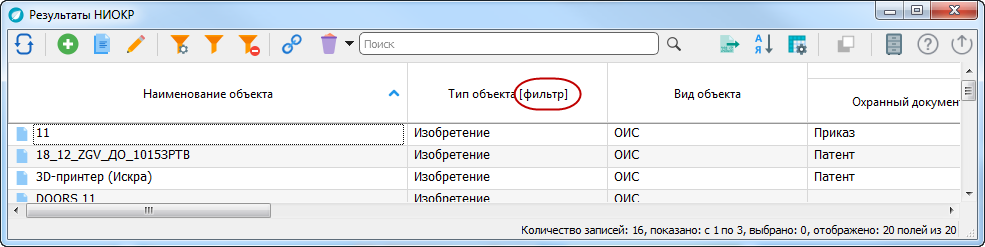 Результаты НИОКР
Поиск
Наименование объекта Тип объекта [фильтр] Вид объекта Охранный документ
11 Изобретение ОИС Приказ
18_12_ZGV_ДО_10153РТВ Изобретение ОИС Патент
3D-принтер (Искра) Изобретение ОИС Патент
DOORS 11 Изобретение ОИС
Количество записей: 16, показано: с 1 по 3, выбрано: 0, отображено: 20 полей из 20